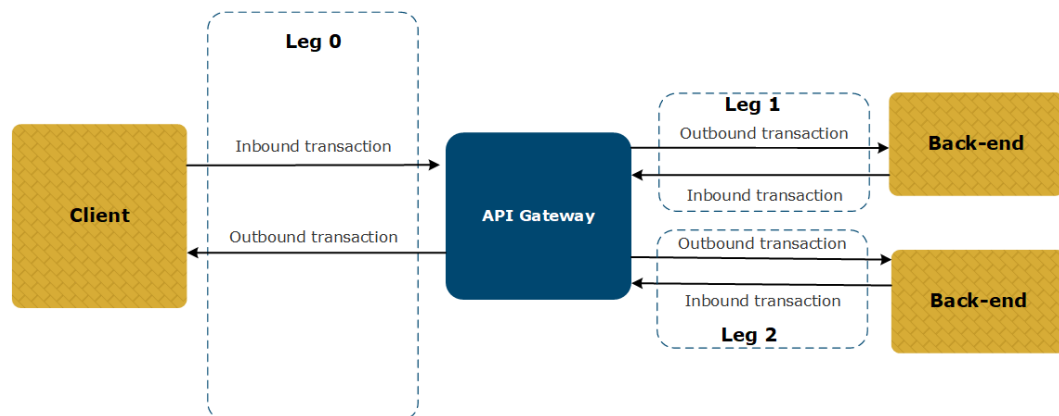 Leg 0
Inbound transaction
Client
Outbound transaction
API Gateway
Leg 1
Outbound transaction
Inbound transaction
Back-end
Outbound transaction
Inbound transaction
Leg 2
Back-end